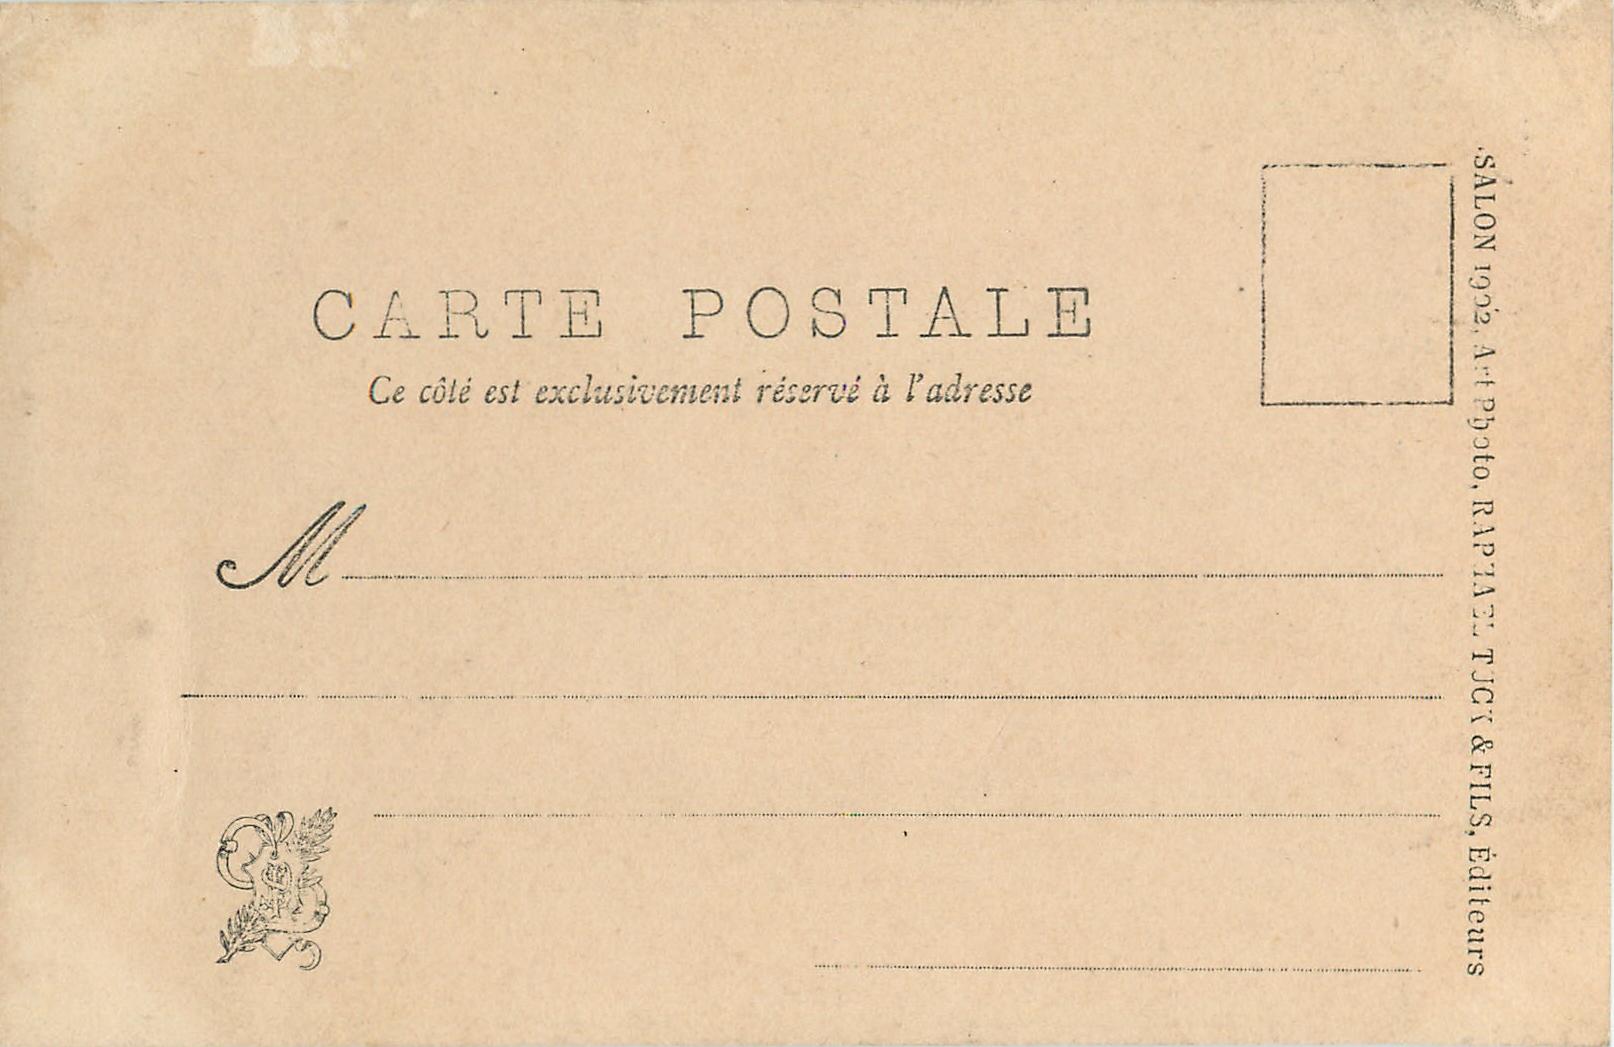 CARTE POSTALE
Ce côté est exclusivement réservé à l'adresse
M
SALON 1902. Art Photo, RAPHAEL TUCK & FILS, Éditeurs